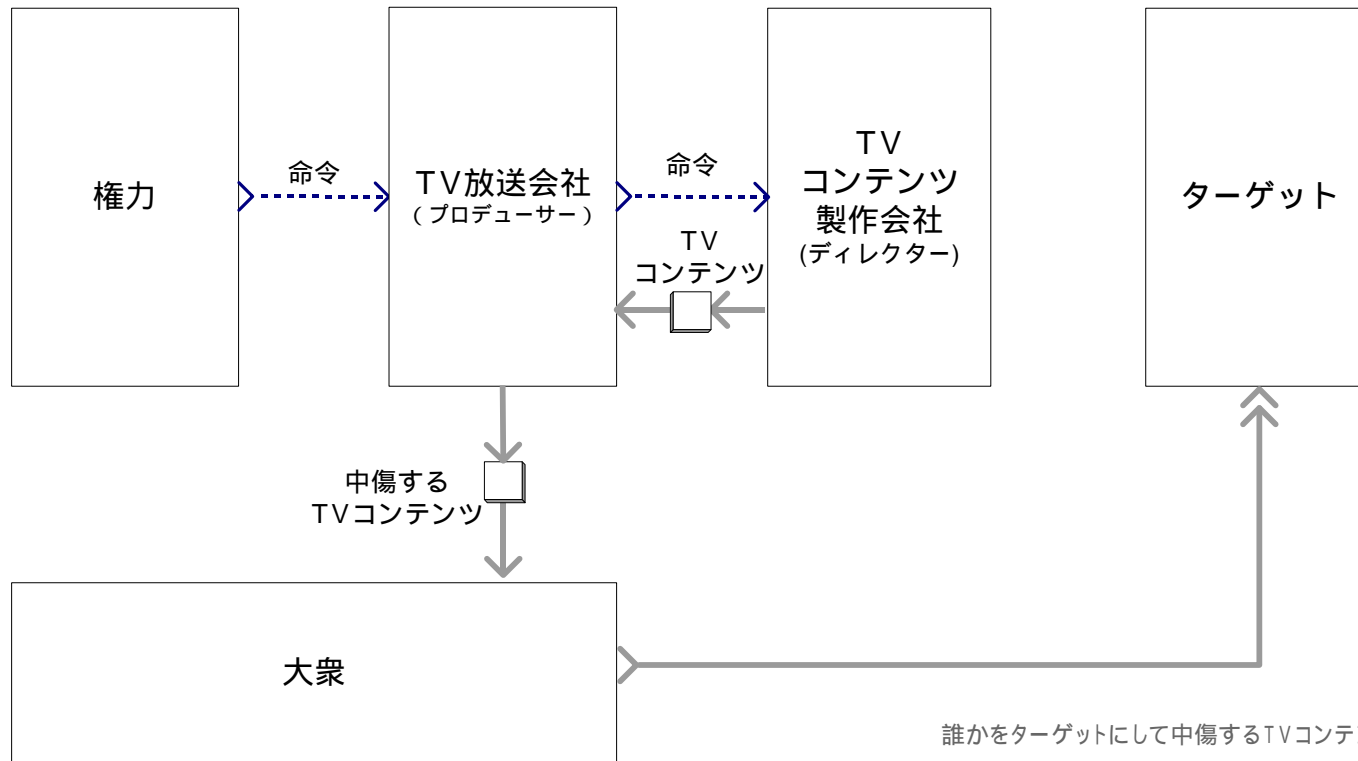 権力
命令
TV放送会社
(プロデューサー)
命令
TV
コンテンツ
製作会社
(ディレクター)
ターゲット
TV
コンテンツ
中傷する
TVコンテンツ
大衆
誰かをターゲットにして中傷するTVコンテ